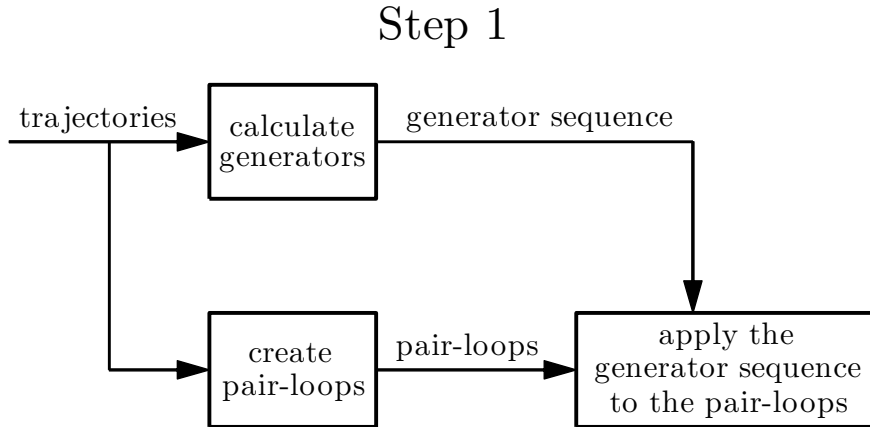 Step 1
trajectories
calculate
generators
generator sequence
create
pair-loops
pair-loops
apply the
generator sequence
to the pair-loops